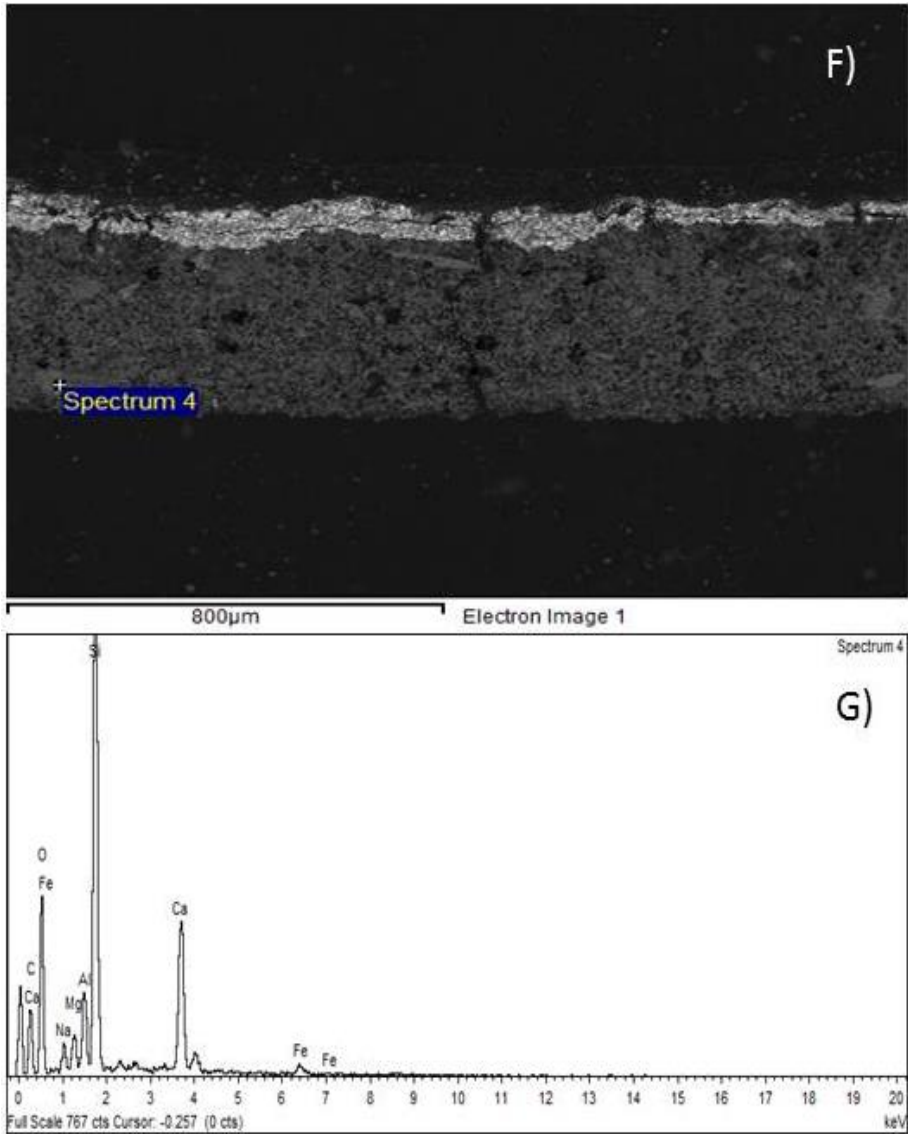 F)
Spectrum 4
800µm Electron Image 1
Spectrum 4
G)
Si
O
Fe
C
Ca
Na
Mg
Al
Ca
Fe
Fe
0 1 2 3 4 5 6 7 8 9 10 11 12 13 14 15 16 17 18 19 20
Full Scale 767 cts Cursor: -0.257 (0 cts) keV